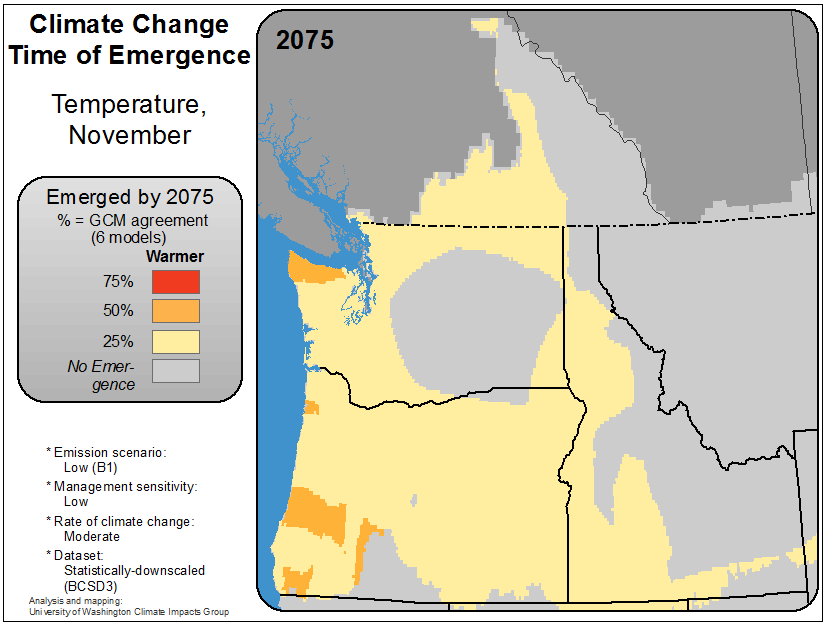 Climate Change
Time of Emergence
Temperature,
November
Emerged by 2075
% = GCM agreement
(6 models)
Warmer
75%
50%
25%
No Emer-
gence
* Emission scenario:
Low (B1)
* Management sensitivity:
Low
* Rate of climate change:
Moderate
* Dataset:
Statistically-downscaled
(BCSD3)
Analysis and mapping:
University of Washington Climate Impacts Group
2075